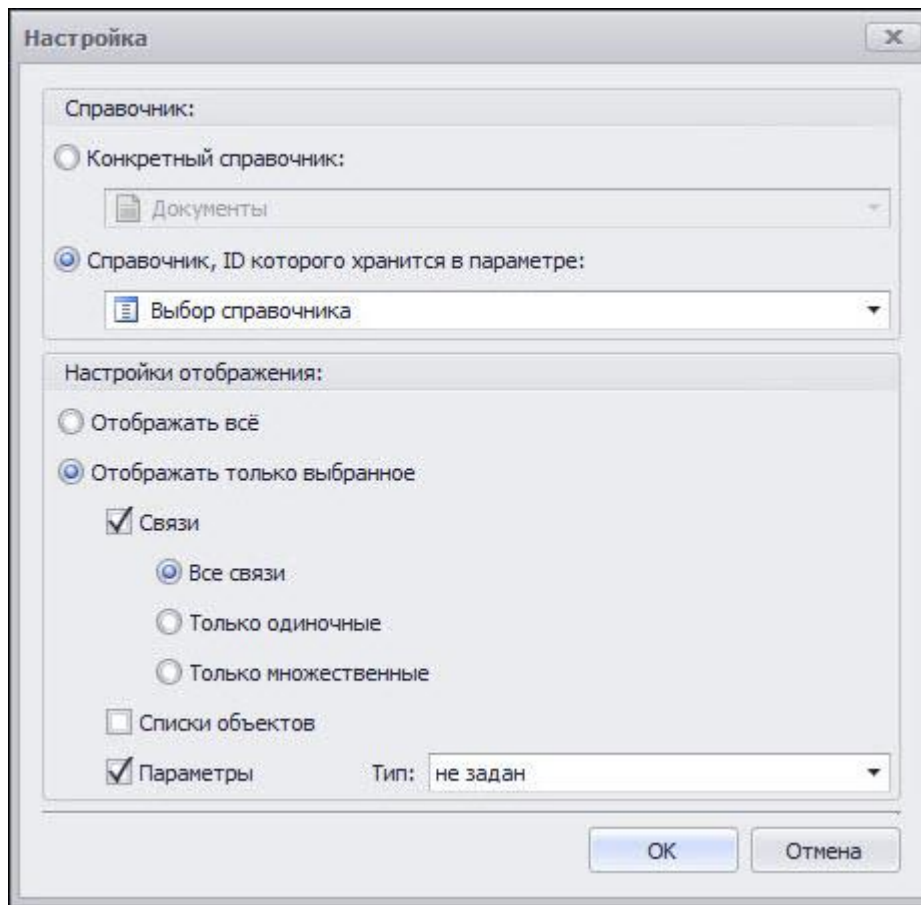 Настройка
Справочник:
Конкретный справочник:
Документы
Справочник, ID которого хранится в параметре:
Выбор справочника
Настройки отображения:
Отображать всё
Отображать только выбранное
Связи
Все связи
Только одиночные
Только множественные
Списки объектов
Параметры Тип: не задан
ОК Отмена